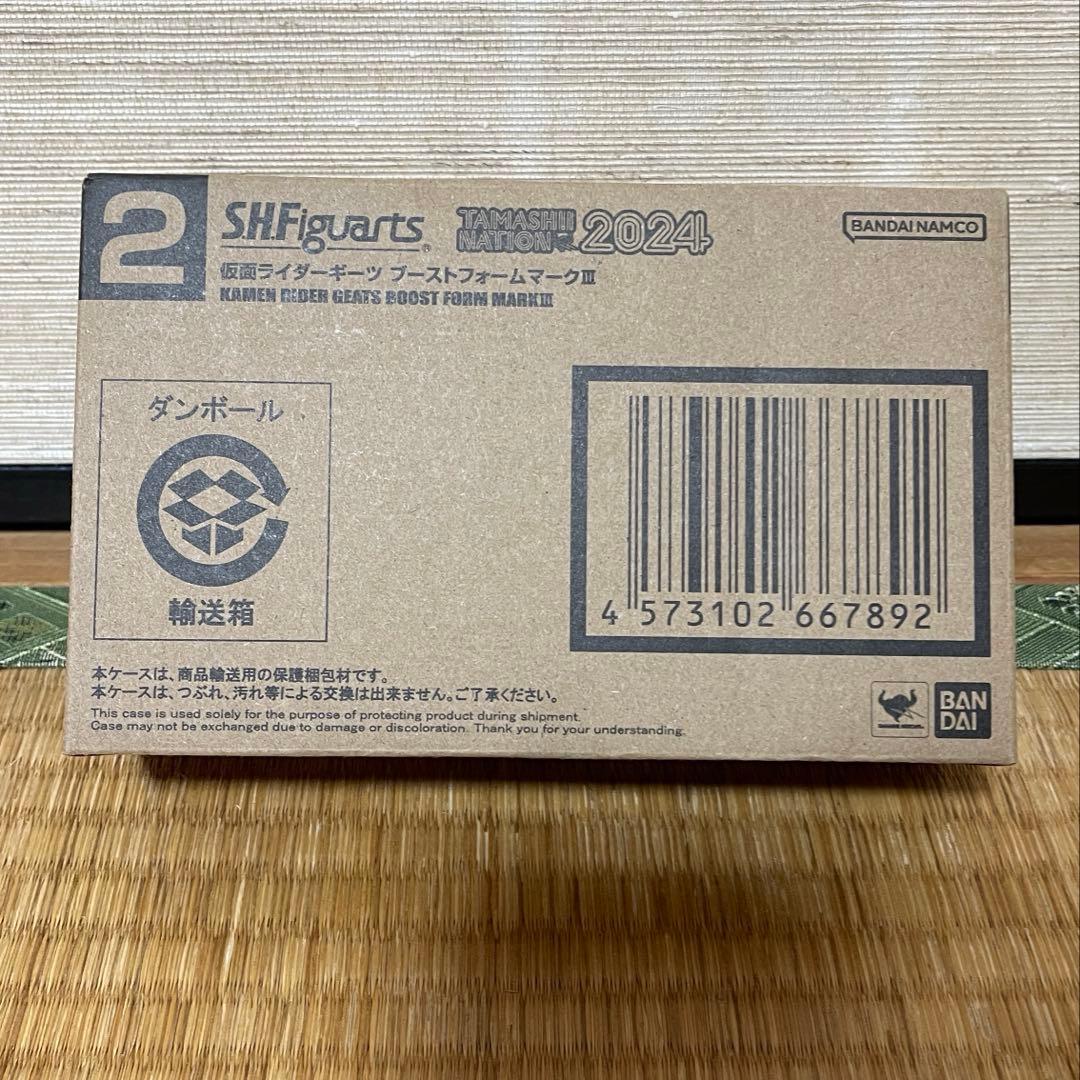 2
S.H.Figuarts
TAMASHII NATION 2024
BANDAI NAMCO
仮面ライダーギーツ ブーストフォームマークⅢ
KAMEN RIDER GEATS BOOST FORM MARKⅢ
ダンボール
輸送箱
4 573102 667892
本ケースは、商品輸送用の保護梱包材です。
本ケースは、つぶれ、汚れ等による交換は出来ません。ご了承ください。
This case is used solely for the purpose of protecting product during shipment.
Case may not be exchanged due to damage or discoloration. Thank you for your understanding.
BAN
DAI